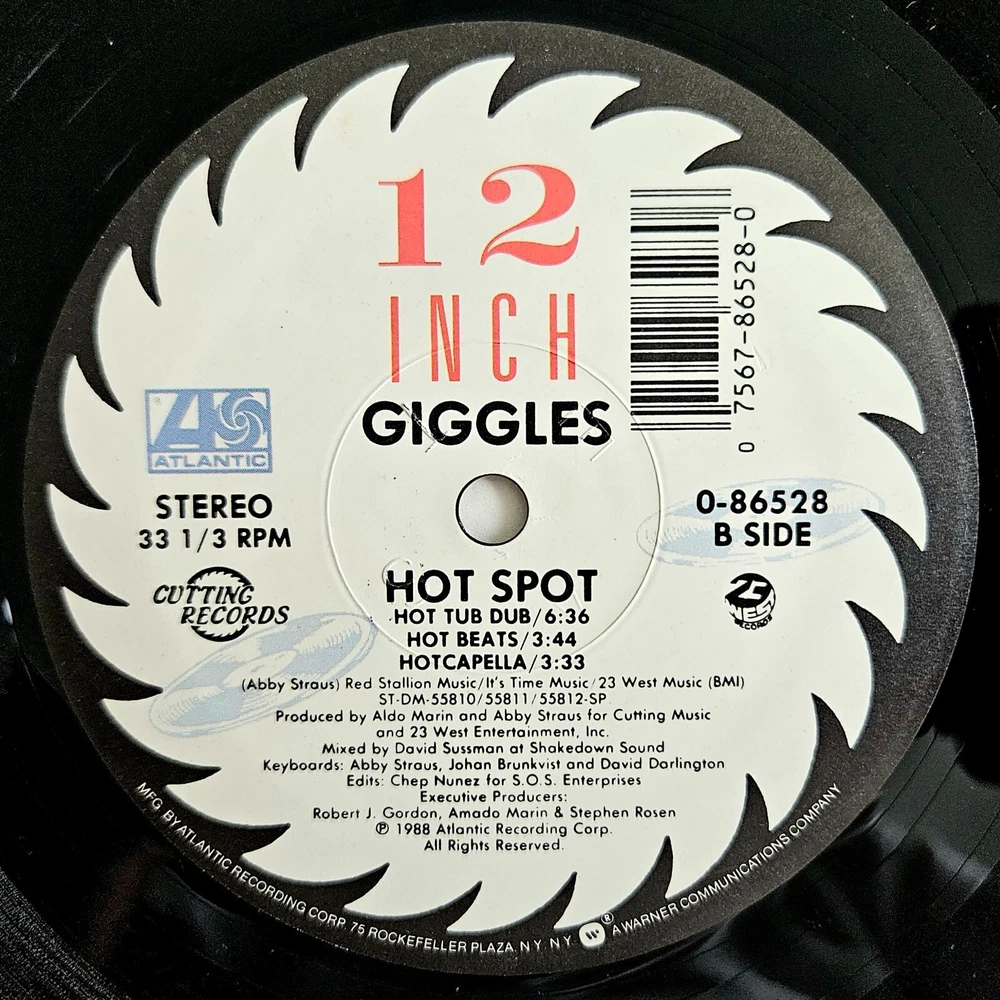 12
INCH
GIGGLES
0 7567-86528-0
ATLANTIC
STEREO
33 1/3 RPM
0-86528
B SIDE
CUTTING
RECORDS
23
WEST
RECORDS
HOT SPOT
HOT TUB DUB/6:36
HOT BEATS/3:44
HOTCAPELLA/3:33
(Abby Straus) Red Stallion Music/It's Time Music/23 West Music (BMI)
ST-DM-55810/55811/55812-SP
Produced by Aldo Marin and Abby Straus for Cutting Music
and 23 West Entertainment, Inc.
Mixed by David Sussman at Shakedown Sound
Keyboards: Abby Straus, Johan Brunkvist and David Darlington
Edits: Chep Nunez for S.O.S. Enterprises
Executive Producers:
Robert J. Gordon, Amado Marin & Stephen Rosen
℗ 1988 Atlantic Recording Corp.
All Rights Reserved.
MFG. BY ATLANTIC RECORDING CORP. 75 ROCKEFELLER PLAZA, N.Y. N.Y. ® A WARNER COMMUNICATIONS COMPANY